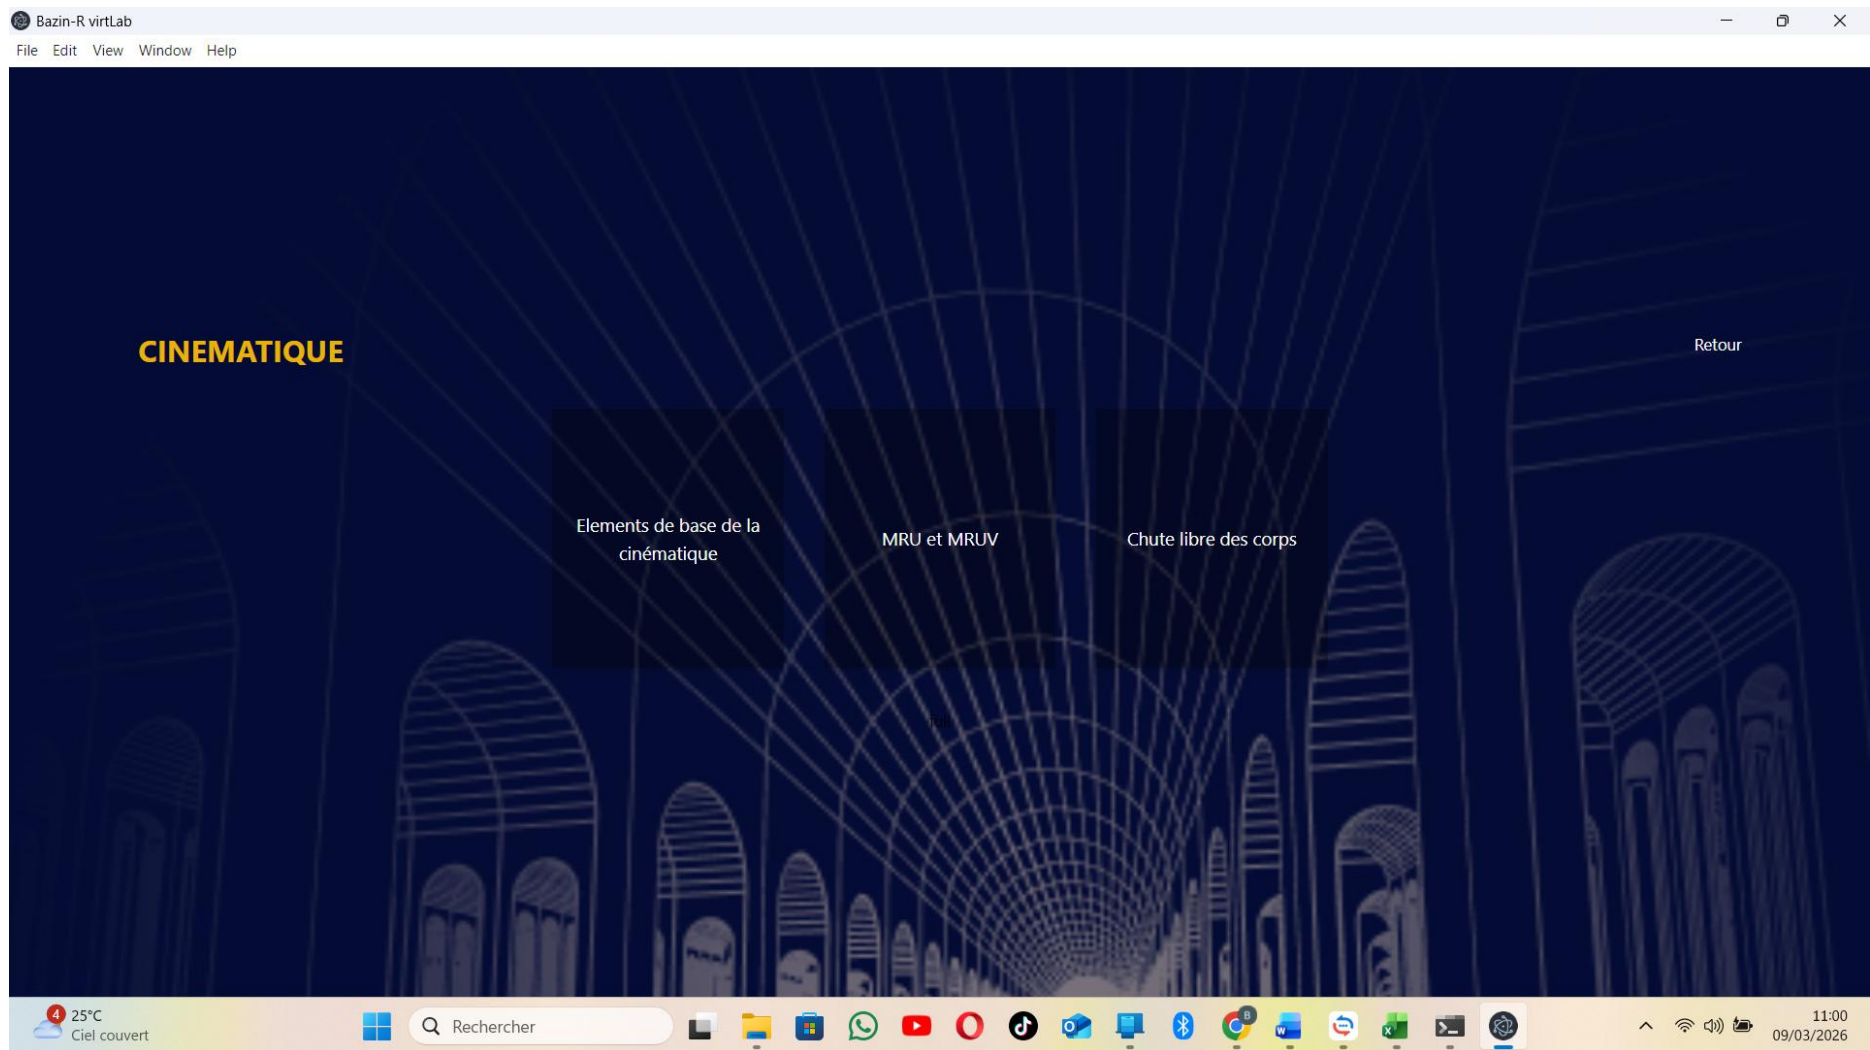 Bazin-R virtLab
File Edit View Window Help
CINEMATIQUE
Retour
Elements de base de la
cinématique
MRU et MRUV
Chute libre des corps
4
25°C
Ciel couvert
Rechercher
B
11:00
09/03/2026